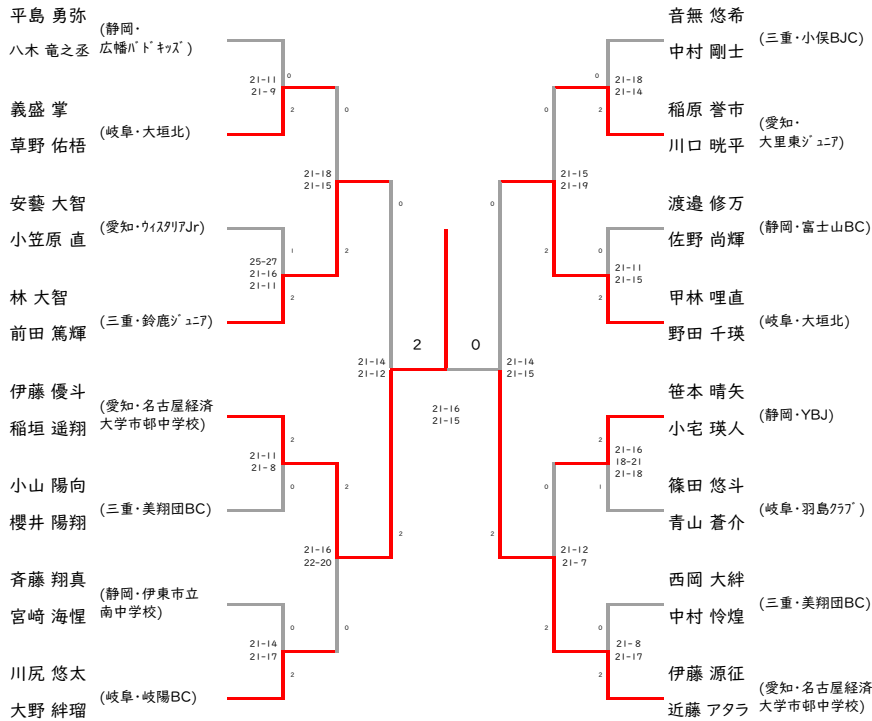 平島 勇弥
八木 竜之丞
(静岡・
広幡ﾊﾞﾄﾞｷｯｽﾞ)
義盛 掌
草野 佑梧
(岐阜・大垣北)
安藝 大智
小笠原 直
(愛知・ｳｨｽﾀﾘｱJr)
林 大智
前田 篤輝
(三重・鈴鹿ｼﾞｭﾆｱ)
伊藤 優斗
稲垣 遥翔
(愛知・名古屋経済
大学市邨中学校)
小山 陽向
櫻井 陽翔
(三重・美翔団BC)
斉藤 翔真
宮﨑 海惺
(静岡・伊東市立
南中学校)
川尻 悠太
大野 絆瑠
(岐阜・岐陽BC)
21-11
21-9
0
2
25-27
21-16
21-11
1
2
21-11
21-8
2
0
21-14
21-17
0
2
21-18
21-15
0
2
21-16
22-20
2
0
21-14
21-12
0
2
2
0
21-16
21-15
21-14
21-15
0
2
21-15
21-19
0
2
21-12
21-7
0
2
21-18
21-14
0
2
21-11
21-15
0
2
21-16
18-21
21-18
2
1
21-8
21-17
0
2
音無 悠希
中村 剛士
(三重・小俣BJC)
稲原 誉市
川口 晄平
(愛知・
大里東ｼﾞｭﾆｱ)
渡邉 修万
佐野 尚輝
(静岡・富士山BC)
甲林 哩直
野田 千瑛
(岐阜・大垣北)
笹本 晴矢
小宅 瑛人
(静岡・YBJ)
篠田 悠斗
青山 蒼介
(岐阜・羽島ｸﾗﾌﾞ)
西岡 大絆
中村 怜煌
(三重・美翔団BC)
伊藤 源征
近藤 アタラ
(愛知・名古屋経済
大学市邨中学校)